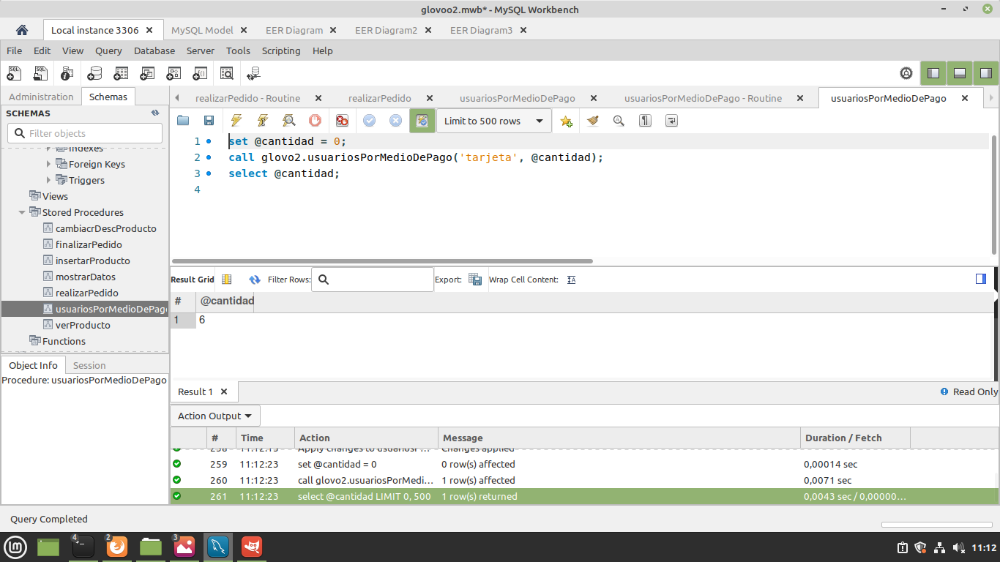 glovoo2.mwb* - MySQL Workbench
Local instance 3306 MySQL Model EER Diagram EER Diagram2 EER Diagram3
File Edit View Query Database Server Tools Scripting Help
Administration Schemas
realizarPedido - Routine realizarPedido usuariosPorMedioDePago usuariosPorMedioDePago - Routine usuariosPorMedioDePago
SCHEMAS
Filter objects
Limit to 500 rows
Indexes
Foreign Keys
Triggers
Views
Stored Procedures
cambiacrDescProducto
finalizarPedido
insertarProducto
mostrarDatos
realizarPedido
usuariosPorMedioDePago
verProducto
Functions
1 set @cantidad = 0;
2 call glovo2.usuariosPorMedioDePago('tarjeta', @cantidad);
3 select @cantidad;
4
Result Grid Filter Rows: Export: Wrap Cell Content:
# @cantidad
1 6
Object Info Session
Procedure: usuariosPorMedioDePago
Result 1 Read Only
Action Output
# Time Action Message Duration / Fetch
258 11:12:15 Apply changes to usuariosP... Changes applied
259 11:12:23 set @cantidad = 0 0 row(s) affected 0,00014 sec
260 11:12:23 call glovo2.usuariosPorMedi... 1 row(s) affected 0,0071 sec
261 11:12:23 select @cantidad LIMIT 0, 500 1 row(s) returned 0,0043 sec / 0,00000...
Query Completed
4 2 3 11:12